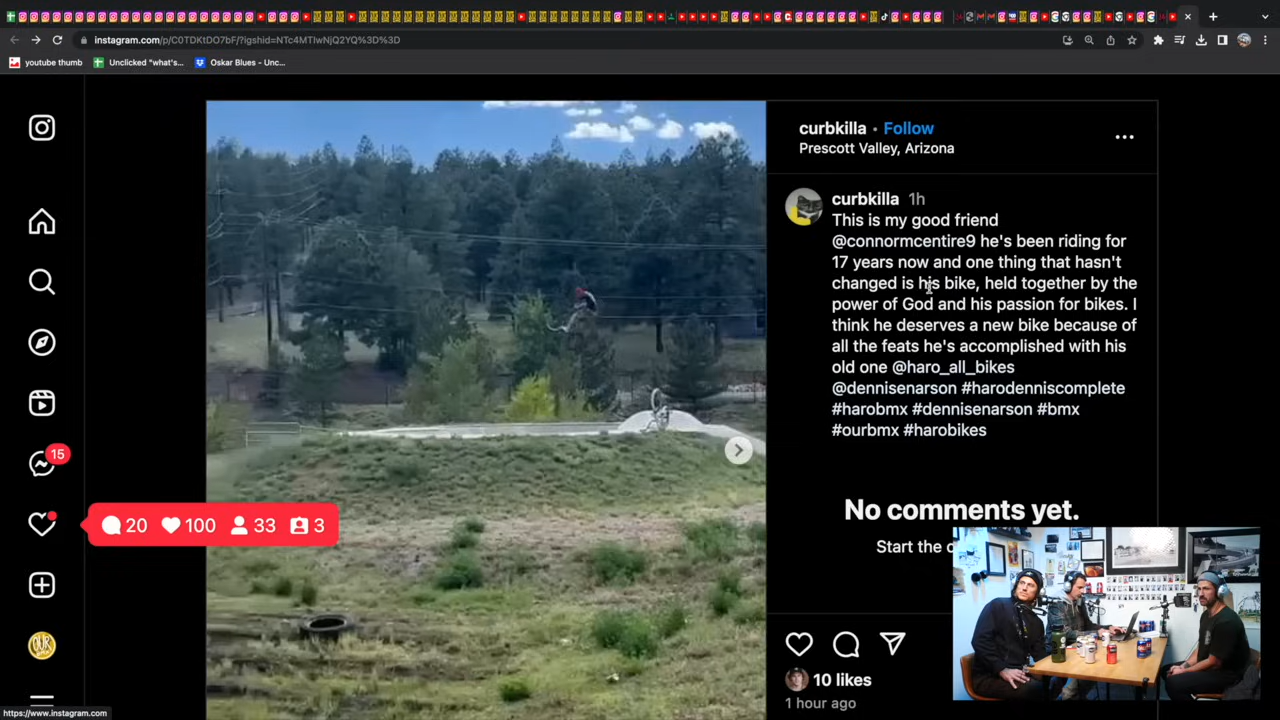 instagram.com/p/C0TDKtDO7bF/?igshid=NTc4MTIwNjQ2YQ%3D%3D
youtube thumb
Unclicked "what's...
Oskar Blues - Unc...
curbkilla • Follow
Prescott Valley, Arizona
curbkilla 1h
This is my good friend
@connormcentire9 he's been riding for
17 years now and one thing that hasn't
changed is his bike, held together by the
power of God and his passion for bikes. I
think he deserves a new bike because of
all the feats he's accomplished with his
old one @haro_all_bikes
@dennisenarson #harodenniscomplete
#harobmx #dennisenarson #bmx
#ourbmx #harobikes
15
20 100 33 3
No comments yet.
Start the c
OUR
10 likes
1 hour ago
https://www.instagram.com